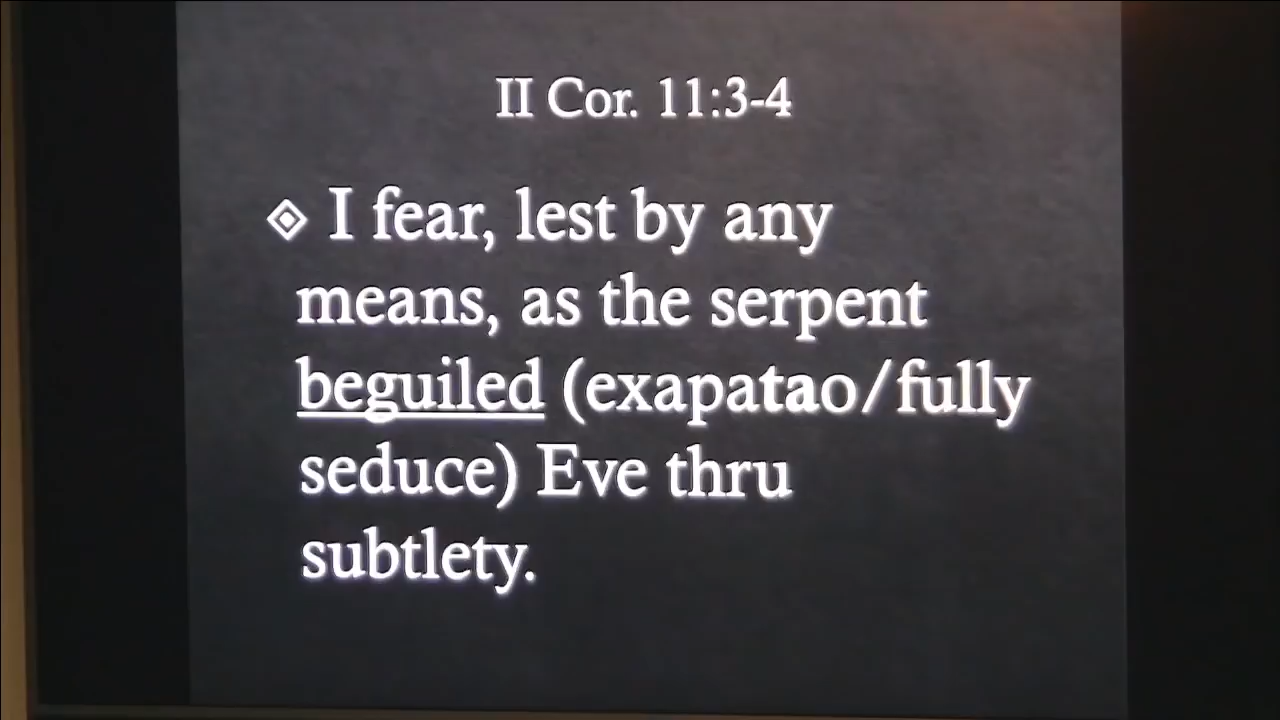 II Cor. 11:3-4
I fear, lest by any
means, as the serpent
beguiled (exapatao/fully
seduce) Eve thru
subtlety.